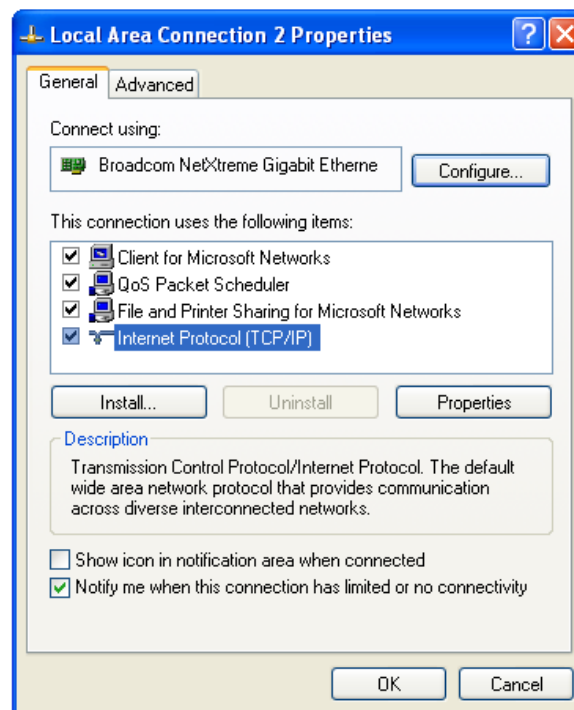 Local Area Connection 2 Properties
General
Advanced
Connect using:
Broadcom NetXtreme Gigabit Etherne
Configure...
This connection uses the following items:
Client for Microsoft Networks
QoS Packet Scheduler
File and Printer Sharing for Microsoft Networks
Internet Protocol (TCP/IP)
Install...
Uninstall
Properties
Description
Transmission Control Protocol/Internet Protocol. The default
wide area network protocol that provides communication
across diverse interconnected networks.
Show icon in notification area when connected
Notify me when this connection has limited or no connectivity
OK
Cancel